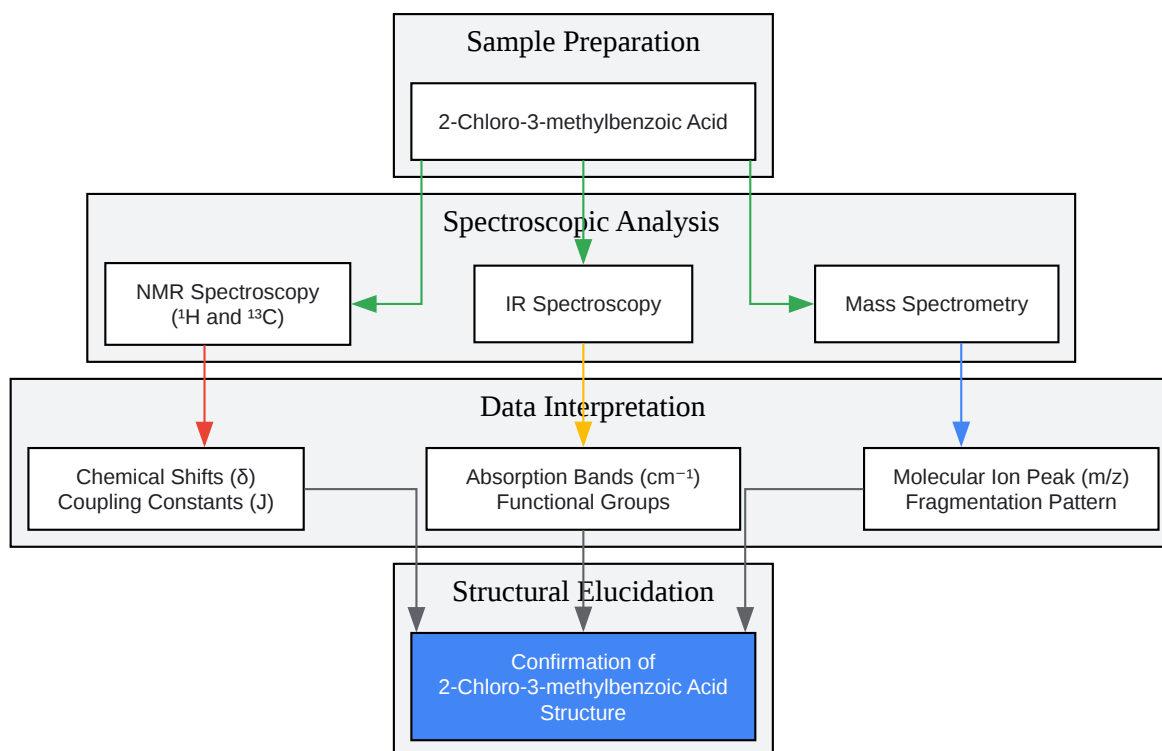 Sample Preparation
2-Chloro-3-methylbenzoic Acid
Spectroscopic Analysis
NMR Spectroscopy
(¹H and ¹³C)
IR Spectroscopy
Mass Spectrometry
Data Interpretation
Chemical Shifts (δ)
Coupling Constants (J)
Absorption Bands (cm⁻¹)
Functional Groups
Molecular Ion Peak (m/z)
Fragmentation Pattern
Structural Elucidation
Confirmation of
2-Chloro-3-methylbenzoic Acid
Structure